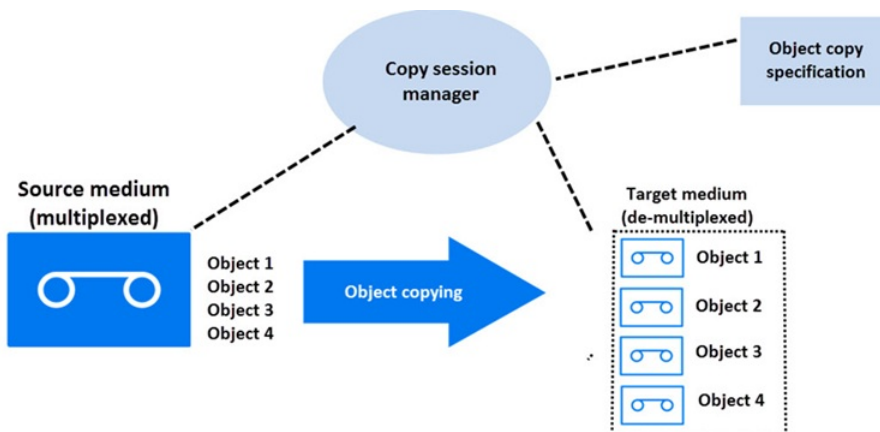 Copy session
manager
Object copy
specification
Source medium
(multiplexed)
Object 1
Object 2
Object 3
Object 4
Object copying
Target medium
(de-multiplexed)
Object 1
Object 2
Object 3
Object 4